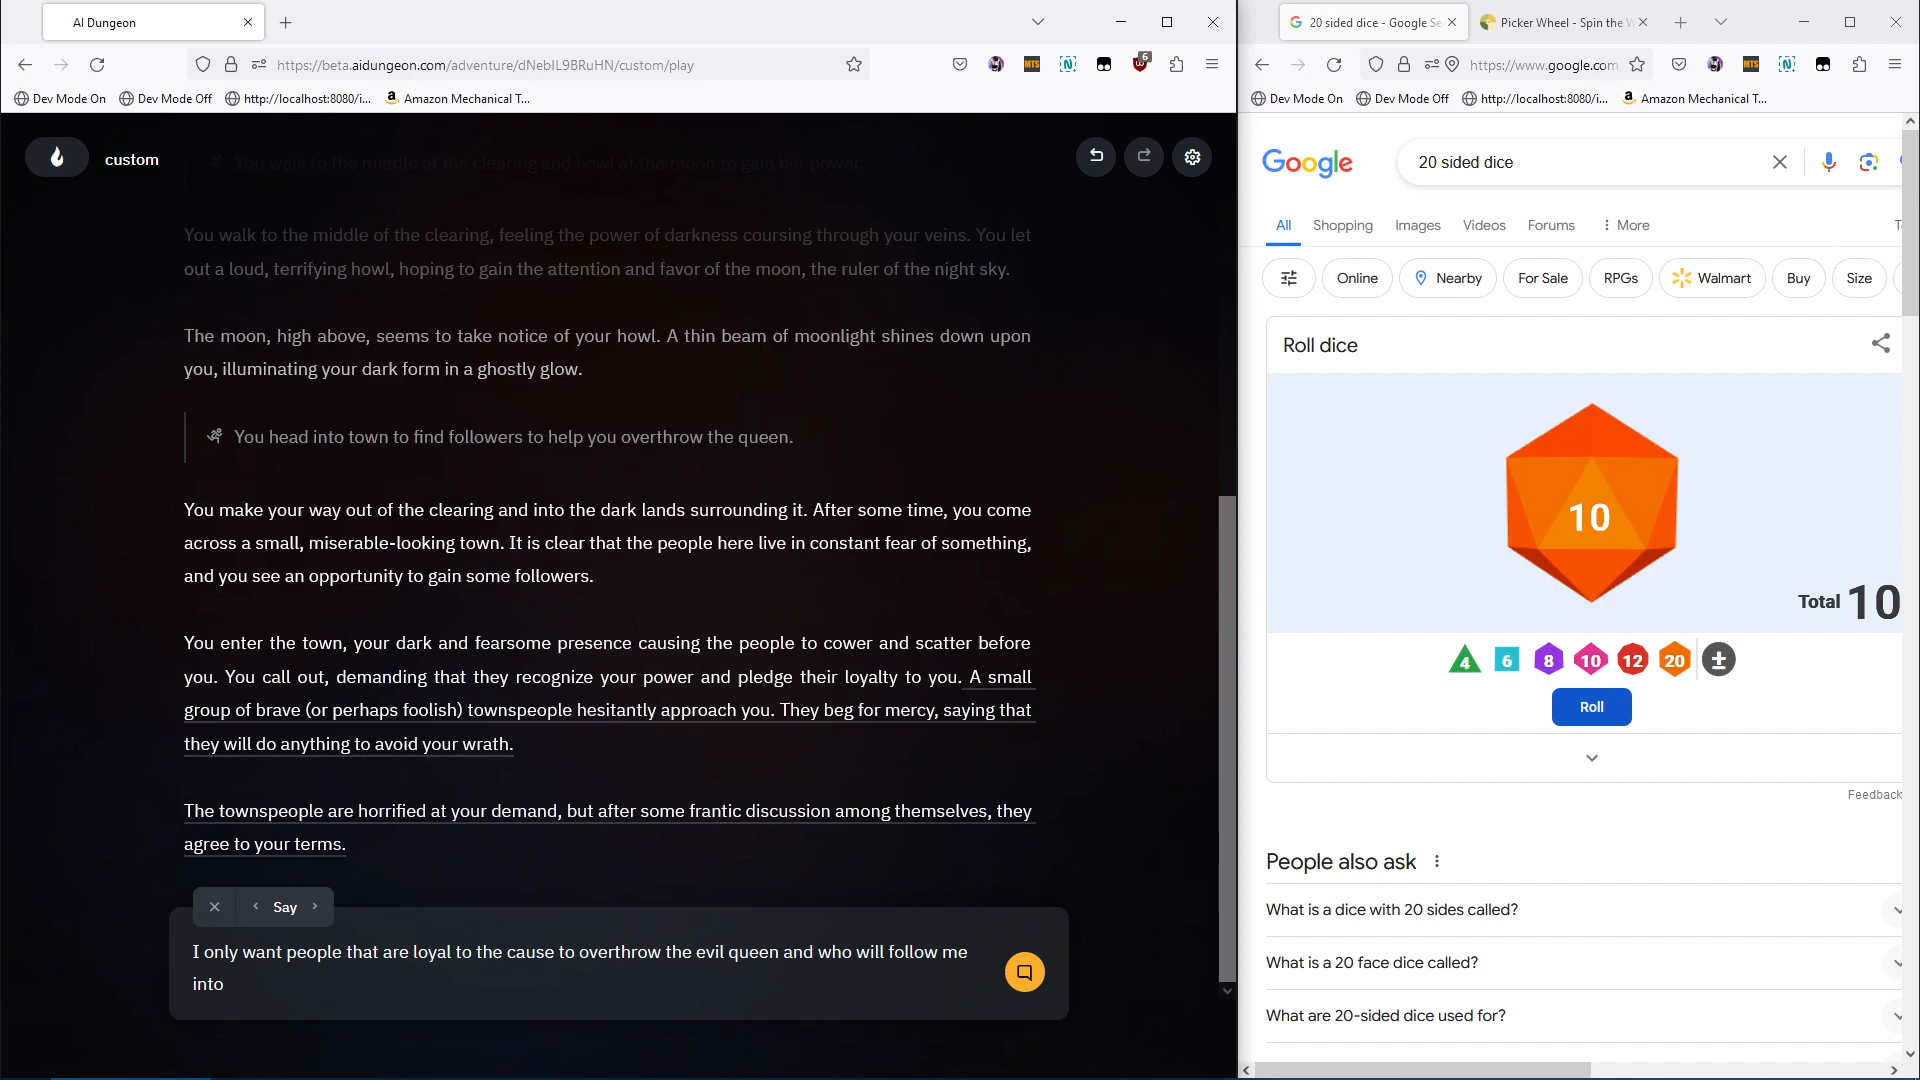 AI Dungeon
https://beta.aidungeon.com/adventure/dNebIL9BRuHN/custom/play
MTS
N
6
Dev Mode On
Dev Mode Off
http://localhost:8080/i...
Amazon Mechanical T...
custom
You walk to the middle of the clearing and howl at the moon to gain her power.
You walk to the middle of the clearing, feeling the power of darkness coursing through your veins. You let
out a loud, terrifying howl, hoping to gain the attention and favor of the moon, the ruler of the night sky.
The moon, high above, seems to take notice of your howl. A thin beam of moonlight shines down upon
you, illuminating your dark form in a ghostly glow.
You head into town to find followers to help you overthrow the queen.
You make your way out of the clearing and into the dark lands surrounding it. After some time, you come
across a small, miserable-looking town. It is clear that the people here live in constant fear of something,
and you see an opportunity to gain some followers.
You enter the town, your dark and fearsome presence causing the people to cower and scatter before
you. You call out, demanding that they recognize your power and pledge their loyalty to you. A small
group of brave (or perhaps foolish) townspeople hesitantly approach you. They beg for mercy, saying that
they will do anything to avoid your wrath.
The townspeople are horrified at your demand, but after some frantic discussion among themselves, they
agree to your terms.
Say
I only want people that are loyal to the cause to overthrow the evil queen and who will follow me
into
20 sided dice - Google Se
Picker Wheel - Spin the W
https://www.google.com
MTS
N
Dev Mode On
Dev Mode Off
http://localhost:8080/i...
Amazon Mechanical T...
Google
20 sided dice
All
Shopping
Images
Videos
Forums
More
Online
Nearby
For Sale
RPGs
Walmart
Buy
Size
Roll dice
10
Total 10
4
6
8
10
12
20
Roll
Feedback
People also ask
What is a dice with 20 sides called?
What is a 20 face dice called?
What are 20-sided dice used for?